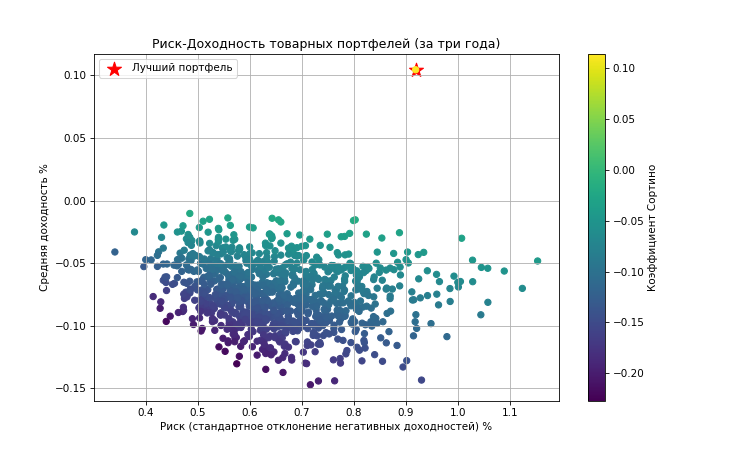 Риск-Доходность товарных портфелей (за три года)
Лучший портфель
Средняя доходность %
0.10
0.05
0.00
−0.05
−0.10
−0.15
0.4 0.5 0.6 0.7 0.8 0.9 1.0 1.1
Риск (стандартное отклонение негативных доходностей) %
0.10
0.05
0.00
−0.05
−0.10
−0.15
−0.20
Коэффициент Сортино